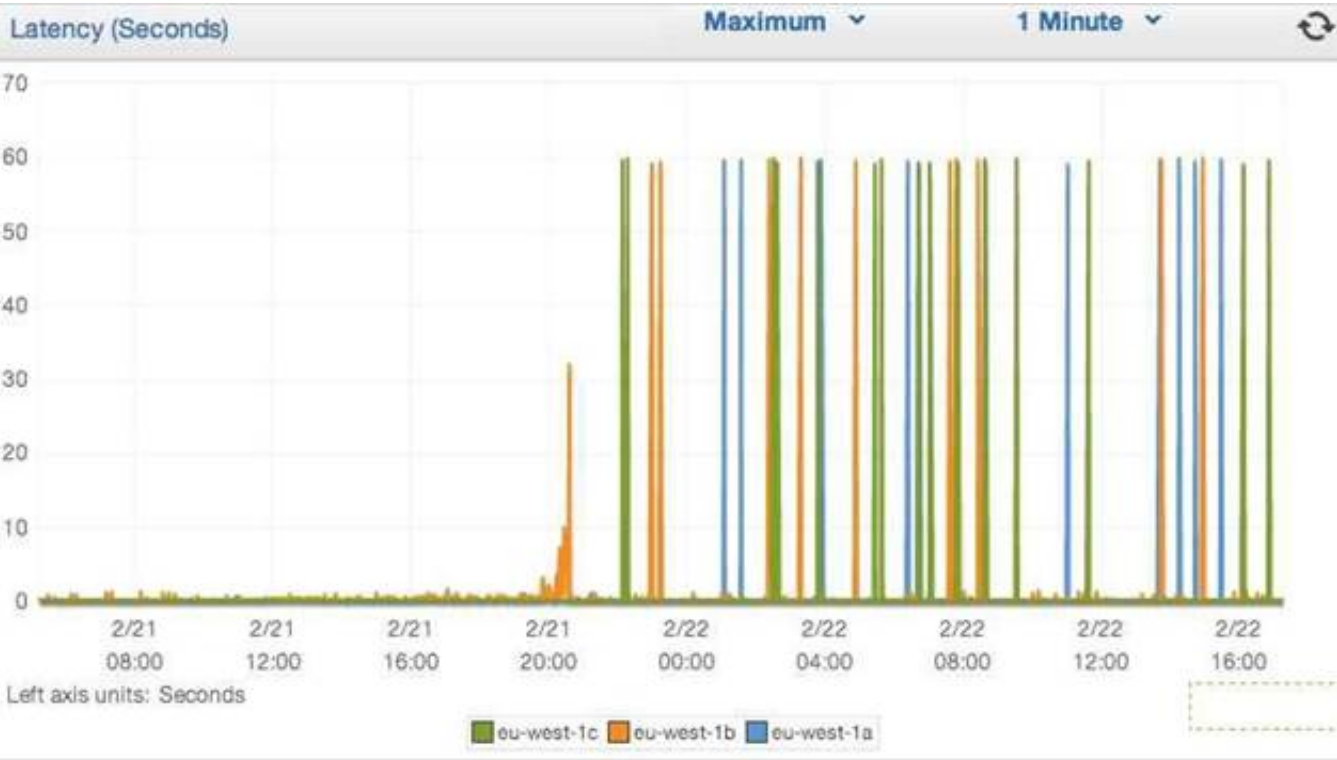 Latency (Seconds) Maximum 1 Minute
70
60
50
40
30
20
10
0
2/21 2/21 2/21 2/21 2/22 2/22 2/22 2/22 2/22
08:00 12:00 16:00 20:00 00:00 04:00 08:00 12:00 16:00
Left axis units: Seconds
eu-west-1c eu-west-1b eu-west-1a